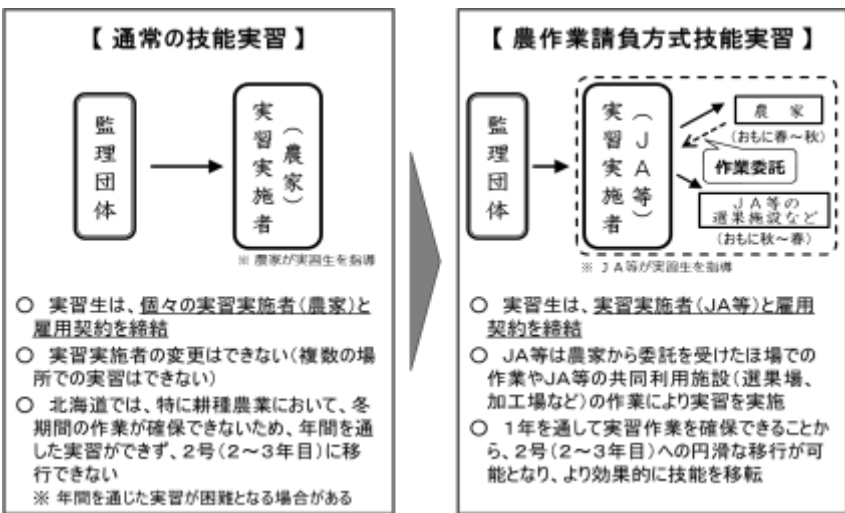 【 通常の技能実習 】
監理団体
実習実施者
（農家）
※ 農家が実習生を指導
○ 実習生は、個々の実習実施者（農家）と
雇用契約を締結
○ 実習実施者の変更はできない（複数の場
所での実習はできない）
○ 北海道では、特に耕種農業において、冬
期間の作業が確保できないため、年間を通
した実習ができず、2号（2～3年目）に移
行できない
※ 年間を通じた実習が困難となる場合がある
【 農作業請負方式技能実習 】
監理団体
実習実施者
（ＪＡ等）
農 家
（おもに春～秋）
作業委託
ＪＡ等の
選果施設など
（おもに秋～春）
※ ＪＡ等が実習生を指導
○ 実習生は、実習実施者（JA等）と雇用
契約を締結
○ JA等は農家から委託を受けたほ場での
作業やJA等の共同利用施設（選果場、
加工場など）の作業により実習を実施
○ 1年を通して実習作業を確保できることか
ら、2号（2～3年目）への円滑な移行が可
能となり、より効果的に技能を移転